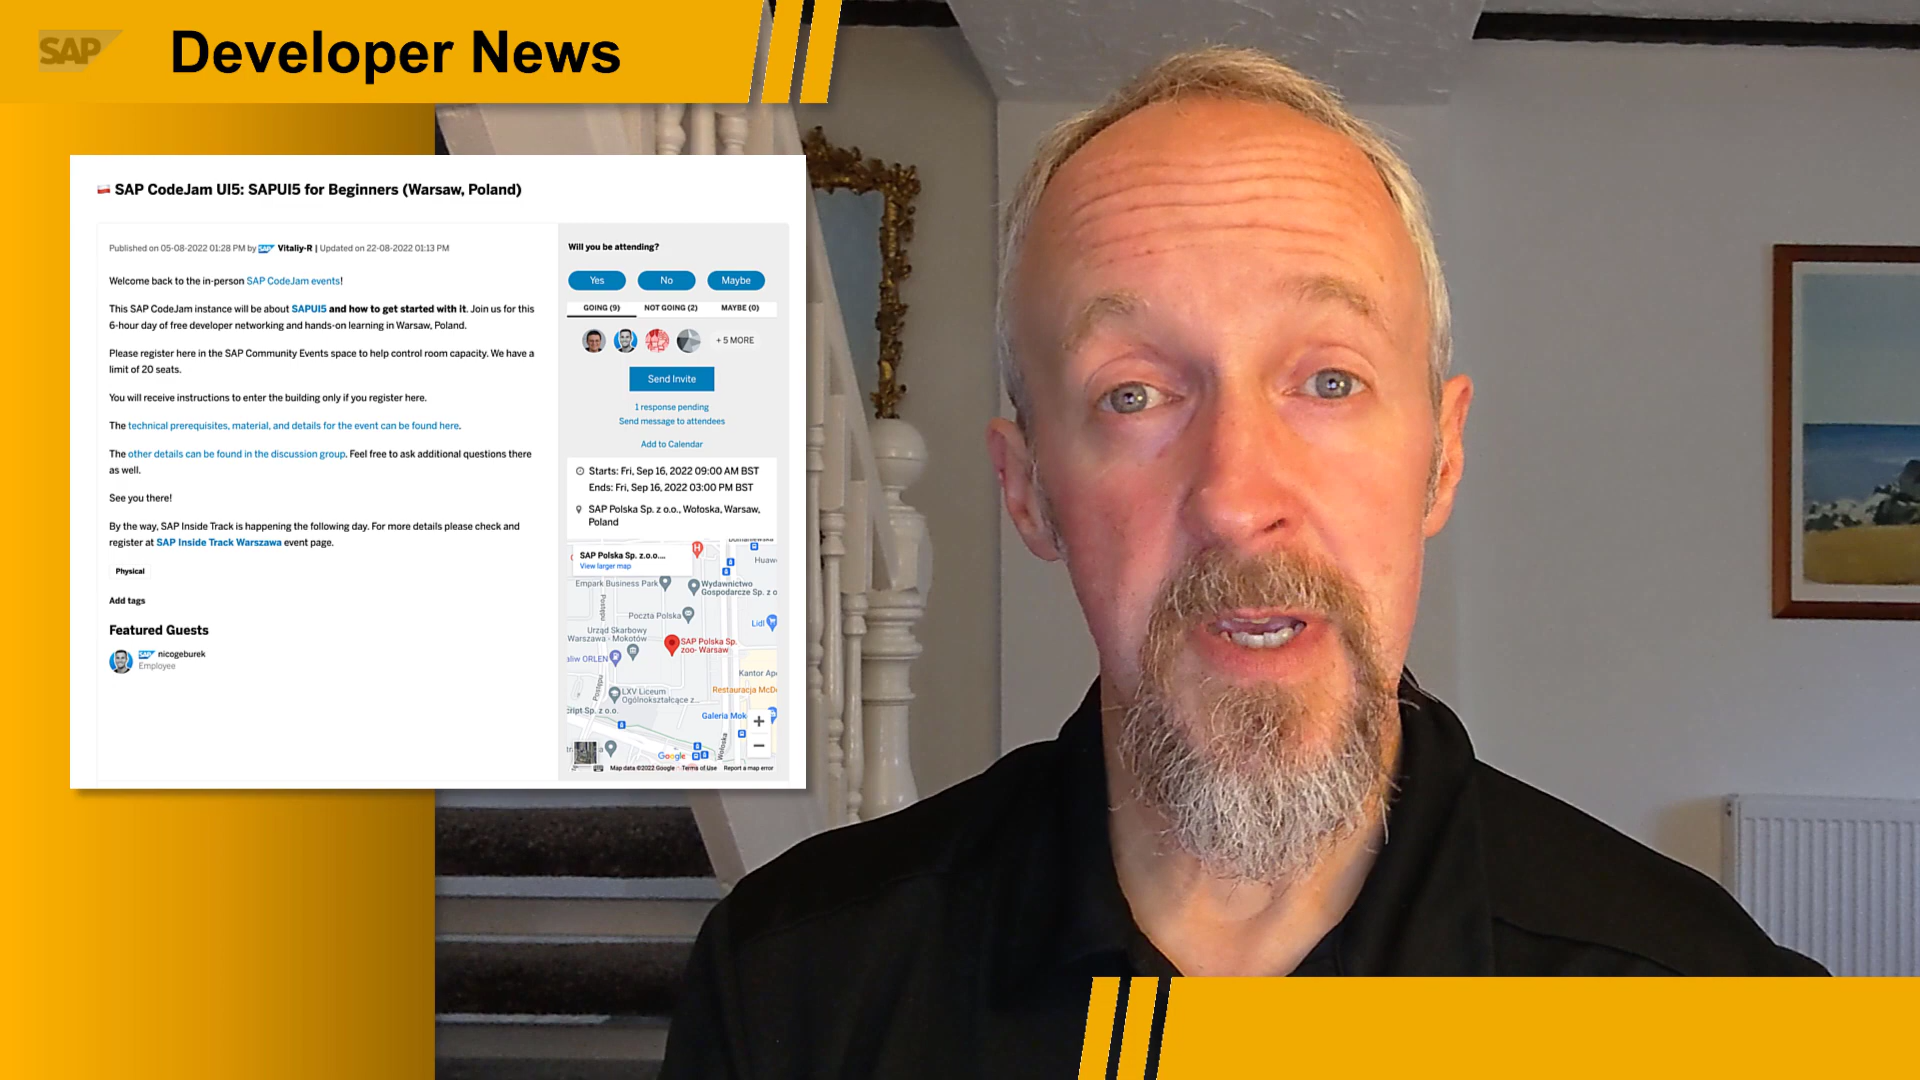 SAP
Developer News
SAP CodeJam UI5: SAPUI5 for Beginners (Warsaw, Poland)
Published on 05-08-2022 01:28 PM by SAP Vitaliy-R | Updated on 22-08-2022 01:13 PM
Welcome back to the in-person SAP CodeJam events!
This SAP CodeJam instance will be about SAPUI5 and how to get started with it. Join us for this
6-hour day of free developer networking and hands-on learning in Warsaw, Poland.
Please register here in the SAP Community Events space to help control room capacity. We have a
limit of 20 seats.
You will receive instructions to enter the building only if you register here.
The technical prerequisites, material, and details for the event can be found here.
The other details can be found in the discussion group. Feel free to ask additional questions there
as well.
See you there!
By the way, SAP Inside Track is happening the following day. For more details please check and
register at SAP Inside Track Warszawa event page.
Physical
Add tags
Featured Guests
SAP nicogeburek
Employee
Will you be attending?
Yes No Maybe
GOING (9) NOT GOING (2) MAYBE (0)
+ 5 MORE
Send Invite
1 response pending
Send message to attendees
Add to Calendar
Starts: Fri, Sep 16, 2022 09:00 AM BST
Ends: Fri, Sep 16, 2022 03:00 PM BST
SAP Polska Sp. z o.o., Wołoska, Warsaw,
Poland
SAP Polska Sp. z.o.o....
View larger map
H
Huaw
Empark Business Park
Wydawnictwo
Gospodarcze Sp. z o
Postępu
Poczta Polska
Lidl
Urząd Skarbowy
Warszawa - Mokotów
SAP Polska Sp.
zoo- Warsaw
aliw ORLEN
Kantor Ap
Postępu
LXV Liceum
Ogólnokształcące z...
Restauracja McD
cript Sp. z o.o.
Galeria Mok
+
Wołoska
−
Google
Map data ©2022 Google Terms of Use Report a map error